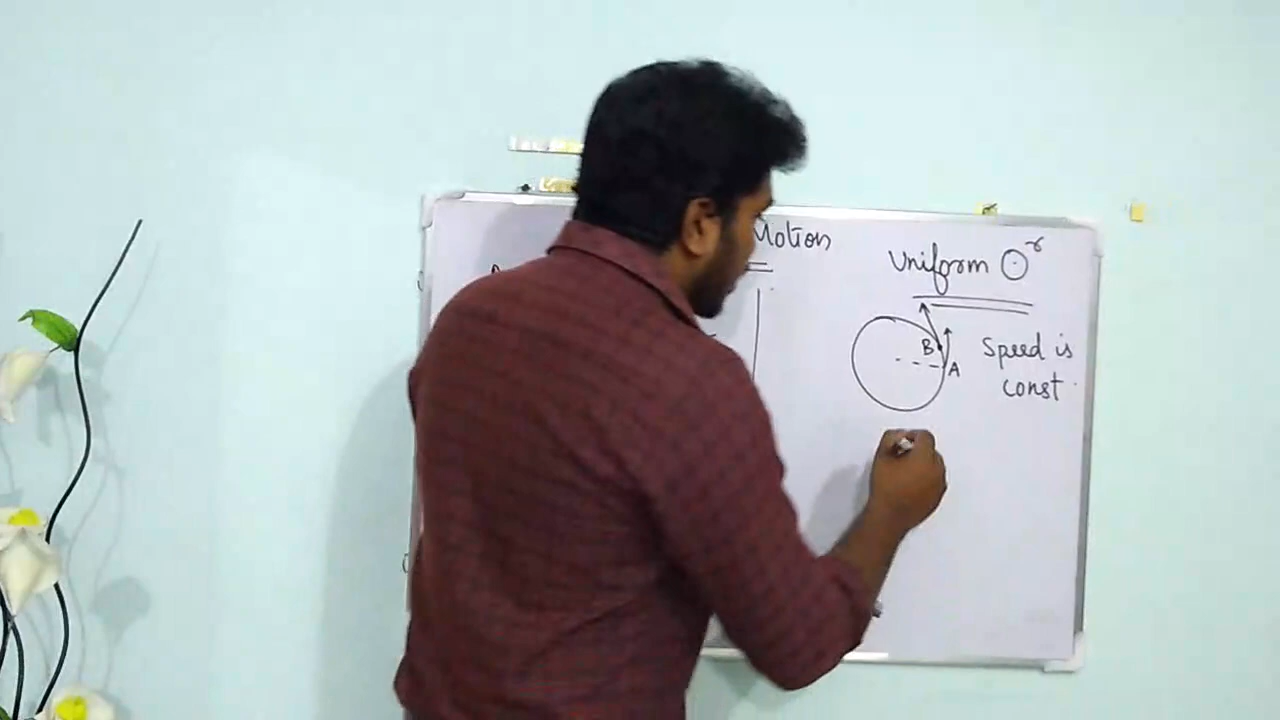 Motion
Uniform ⊙r
B
A
Speed is
const